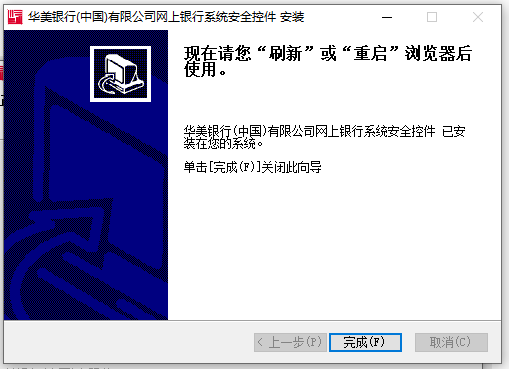 华美银行(中国)有限公司网上银行系统安全控件 安装
现在请您“刷新”或“重启”浏览器后
使用。
华美银行(中国)有限公司网上银行系统安全控件 已安
装在您的系统。
单击[完成(F)]关闭此向导
< 上一步(P)
完成(F)
取消(C)